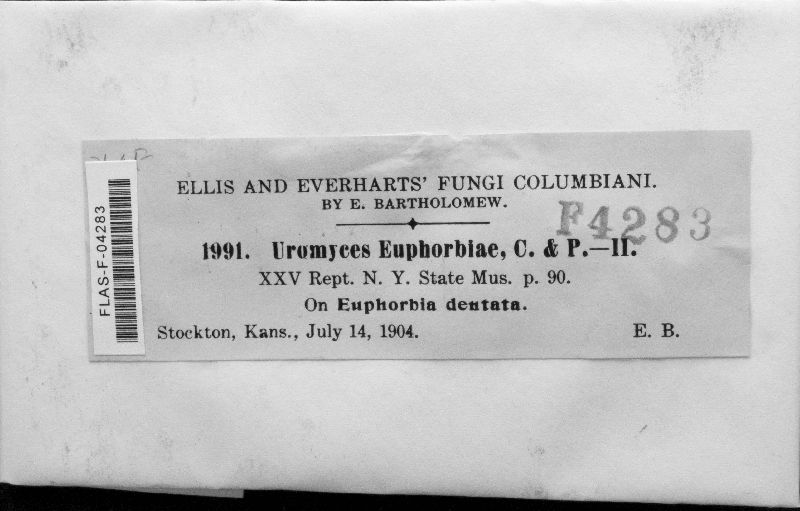 ELLIS AND EVERHARTS' FUNGI COLUMBIANI.
BY E. BARTHOLOMEW.
F4283
1991. Uromyces Euphorbiae, C. & P.—II.
XXV Rept. N. Y. State Mus. p. 90.
On Euphorbia dentata.
Stockton, Kans., July 14, 1904. E. B.
FLAS-F-04283